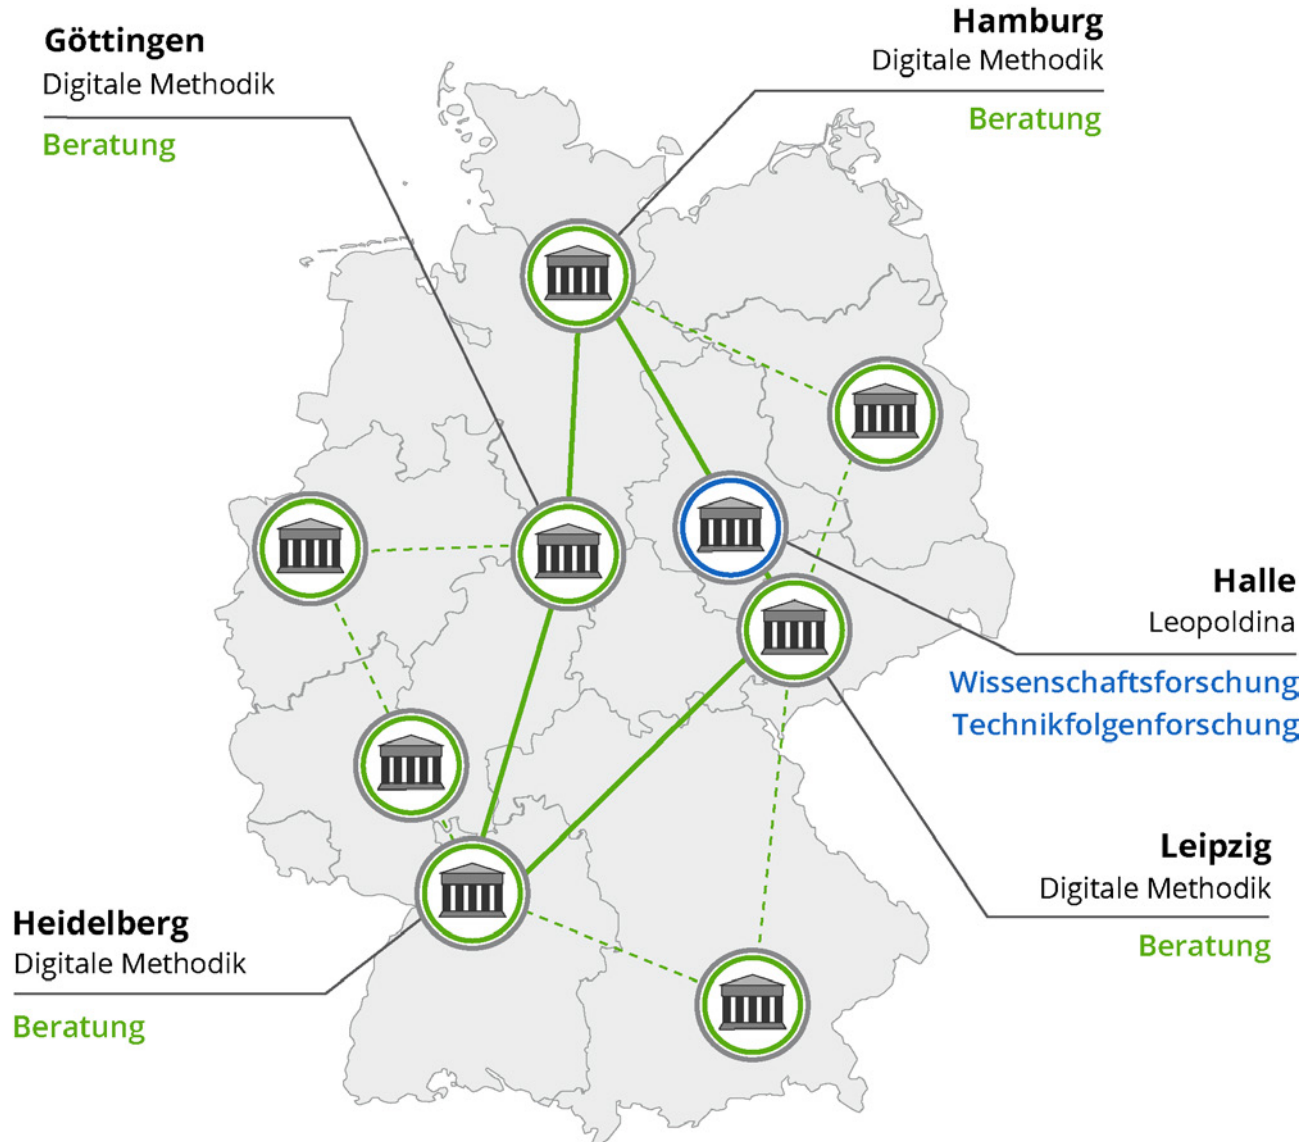 Göttingen
Digitale Methodik
Beratung
Hamburg
Digitale Methodik
Beratung
Halle
Leopoldina
Wissenschaftsforschung
Technikfolgenforschung
Leipzig
Digitale Methodik
Beratung
Heidelberg
Digitale Methodik
Beratung